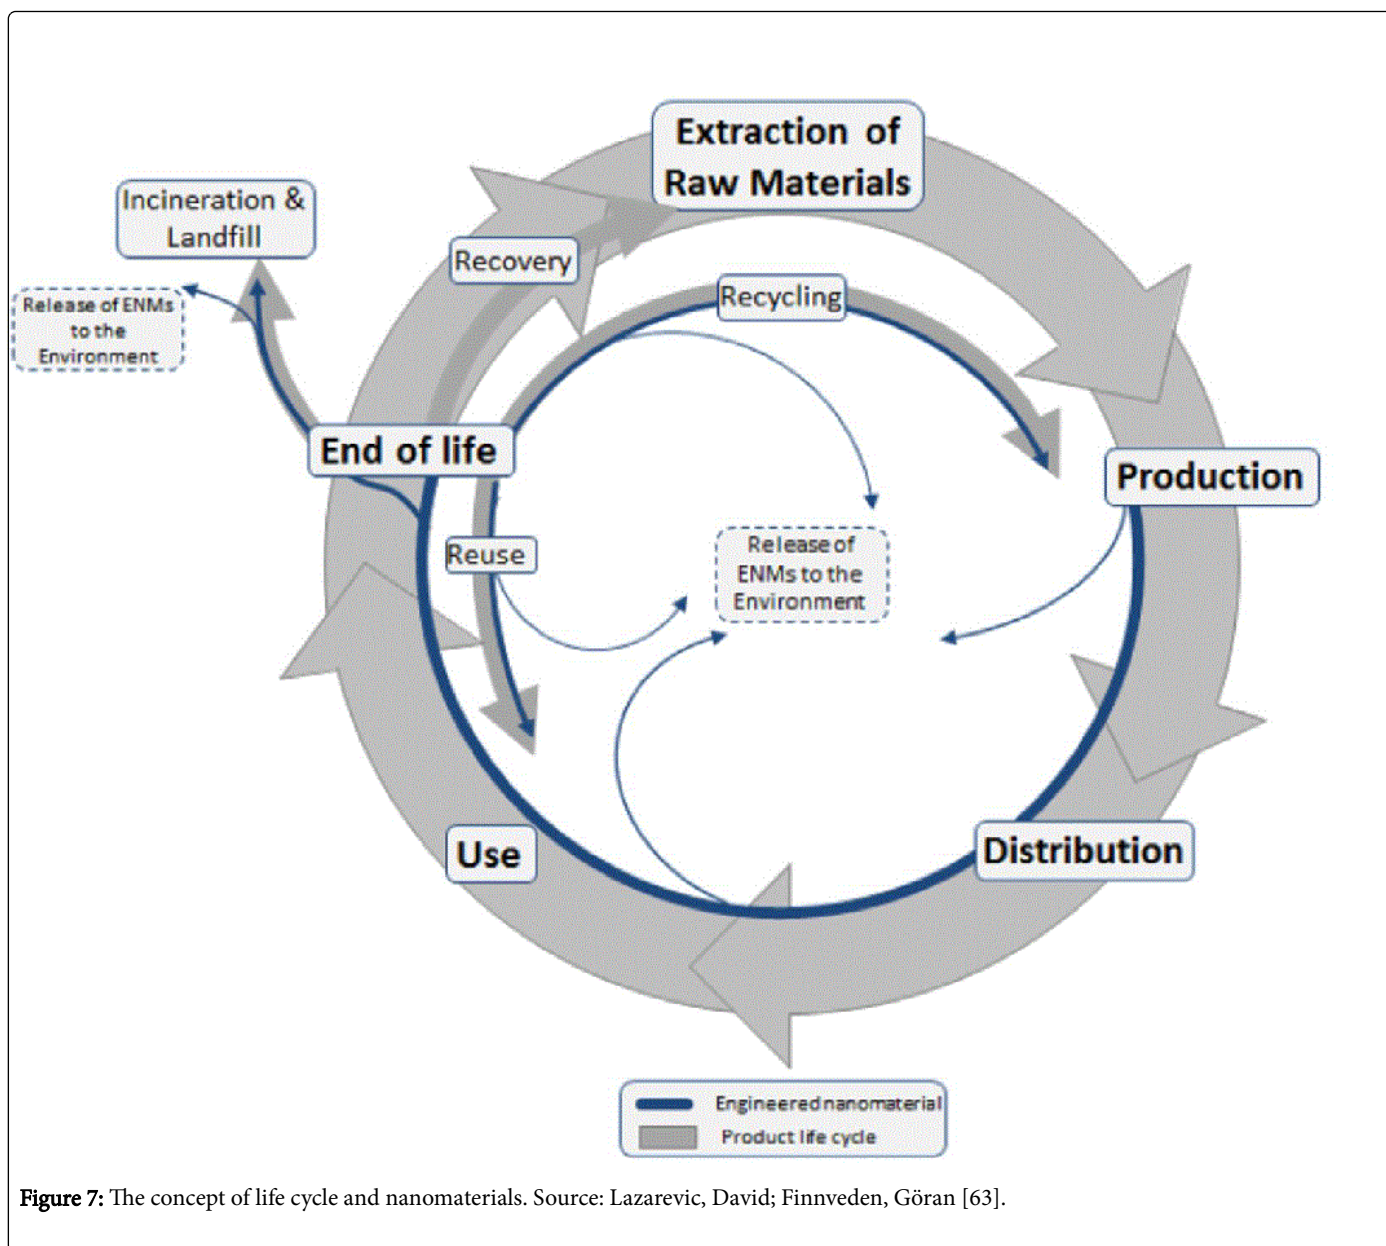 Extraction of
Raw Materials
Incineration &
Landfill
Recovery
Release of ENMs
to the
Environment
Recycling
End of life
Production
Reuse
Release of
ENMs to the
Environment
Use
Distribution
Engineered nanomaterial
Product life cycle
Figure 7: The concept of life cycle and nanomaterials. Source: Lazarevic, David; Finnveden, Göran [63].